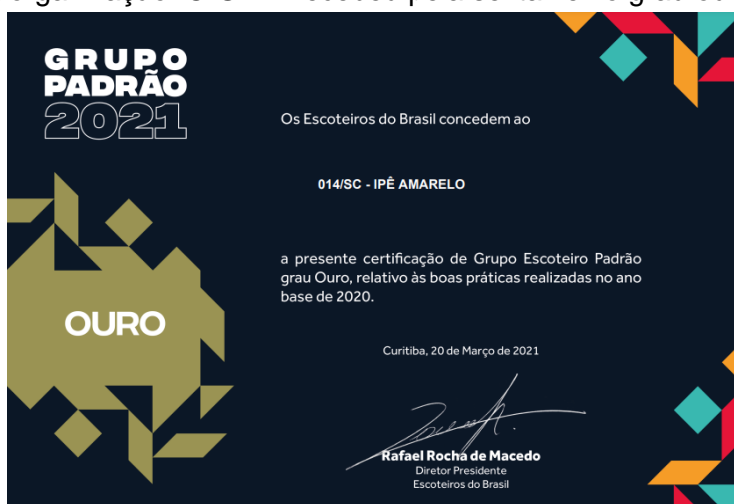 GRUPO
PADRÃO
2021
Os Escoteiros do Brasil concedem ao
014/SC - IPÊ AMARELO
a presente certificação de Grupo Escoteiro Padrão
grau Ouro, relativo às boas práticas realizadas no ano
base de 2020.
OURO
Curitiba, 20 de Março de 2021
Rafael Rocha de Macedo
Diretor Presidente
Escoteiros do Brasil